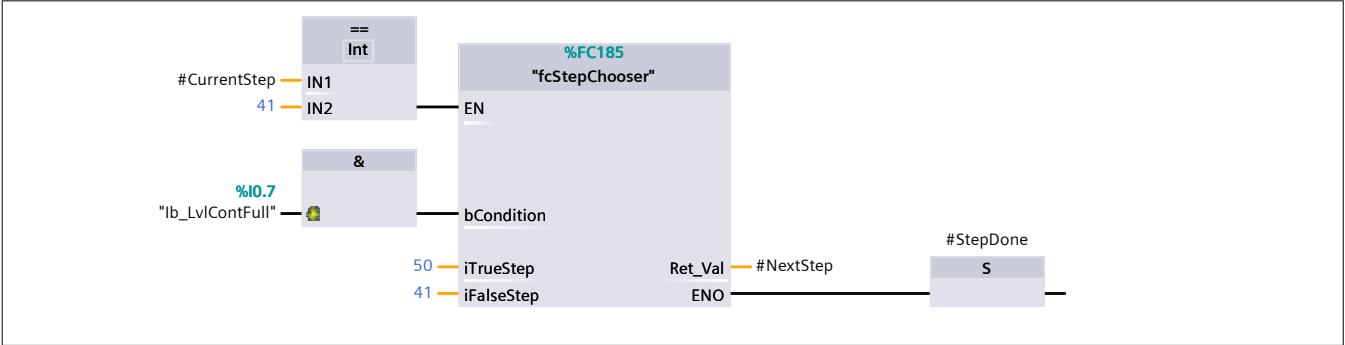 ==
Int
#CurrentStep
IN1
41
IN2
%FC185
"fcStepChooser"
EN
&
%I0.7
"Ib_LvlContFull"
bCondition
50
iTrueStep
Ret_Val
#NextStep
41
iFalseStep
ENO
#StepDone
S